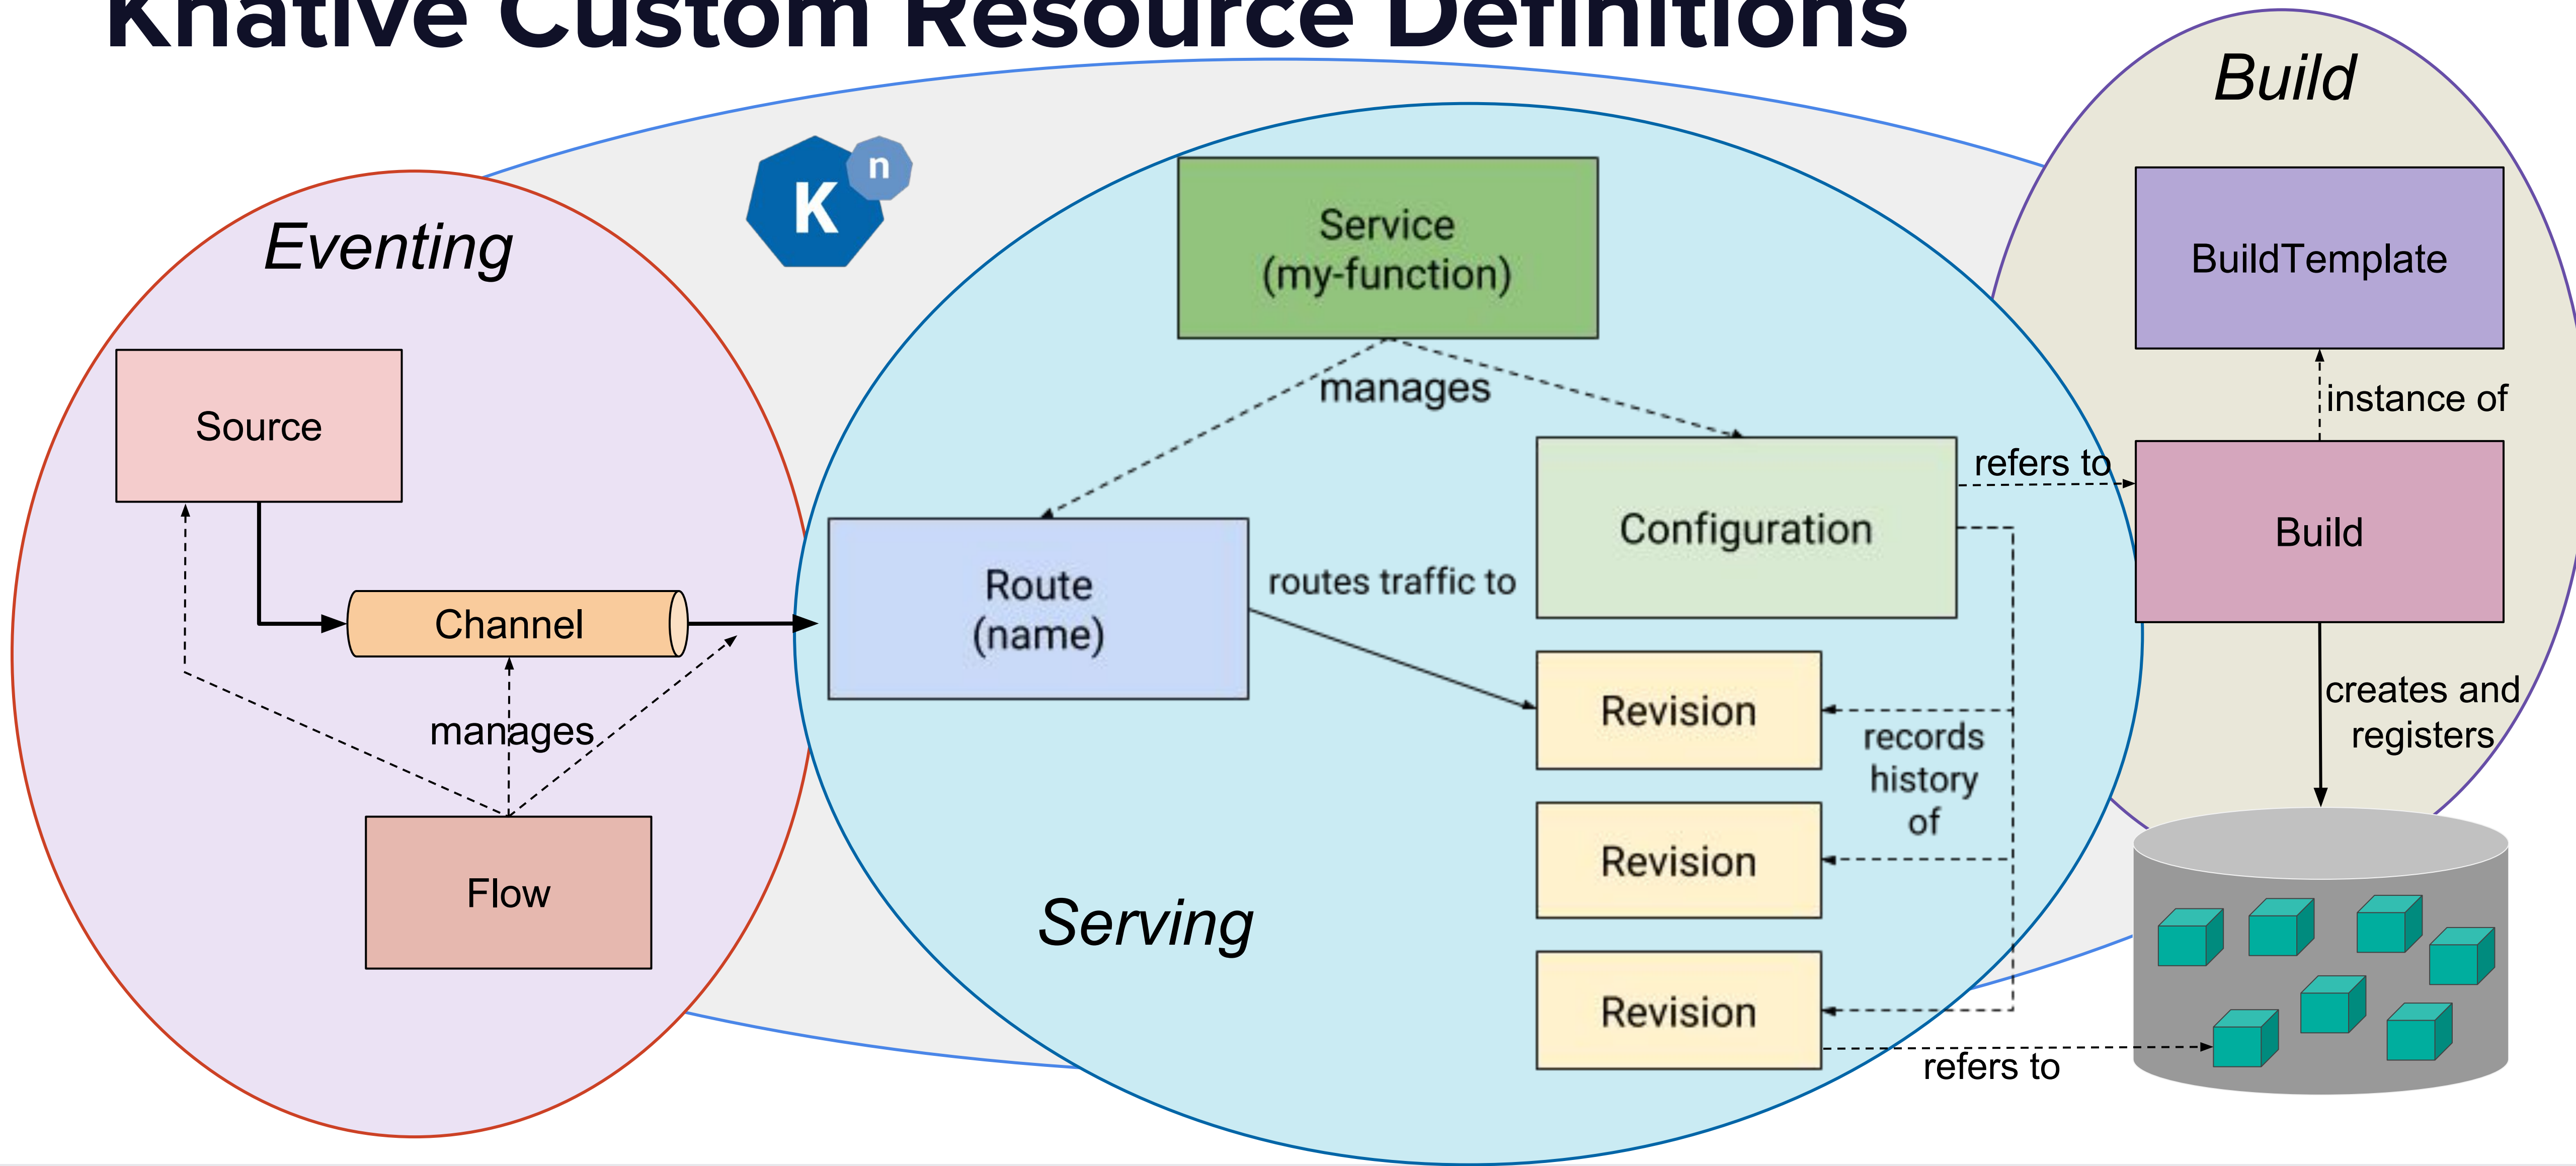 Knative Custom Resource Definitions
Build
K
n
Eventing
Service
(my-function)
BuildTemplate
manages
instance of
Source
refers to
Configuration
Build
Route
(name)
routes traffic to
Channel
manages
Revision
records
history
of
creates and
registers
Revision
Flow
Serving
Revision
refers to